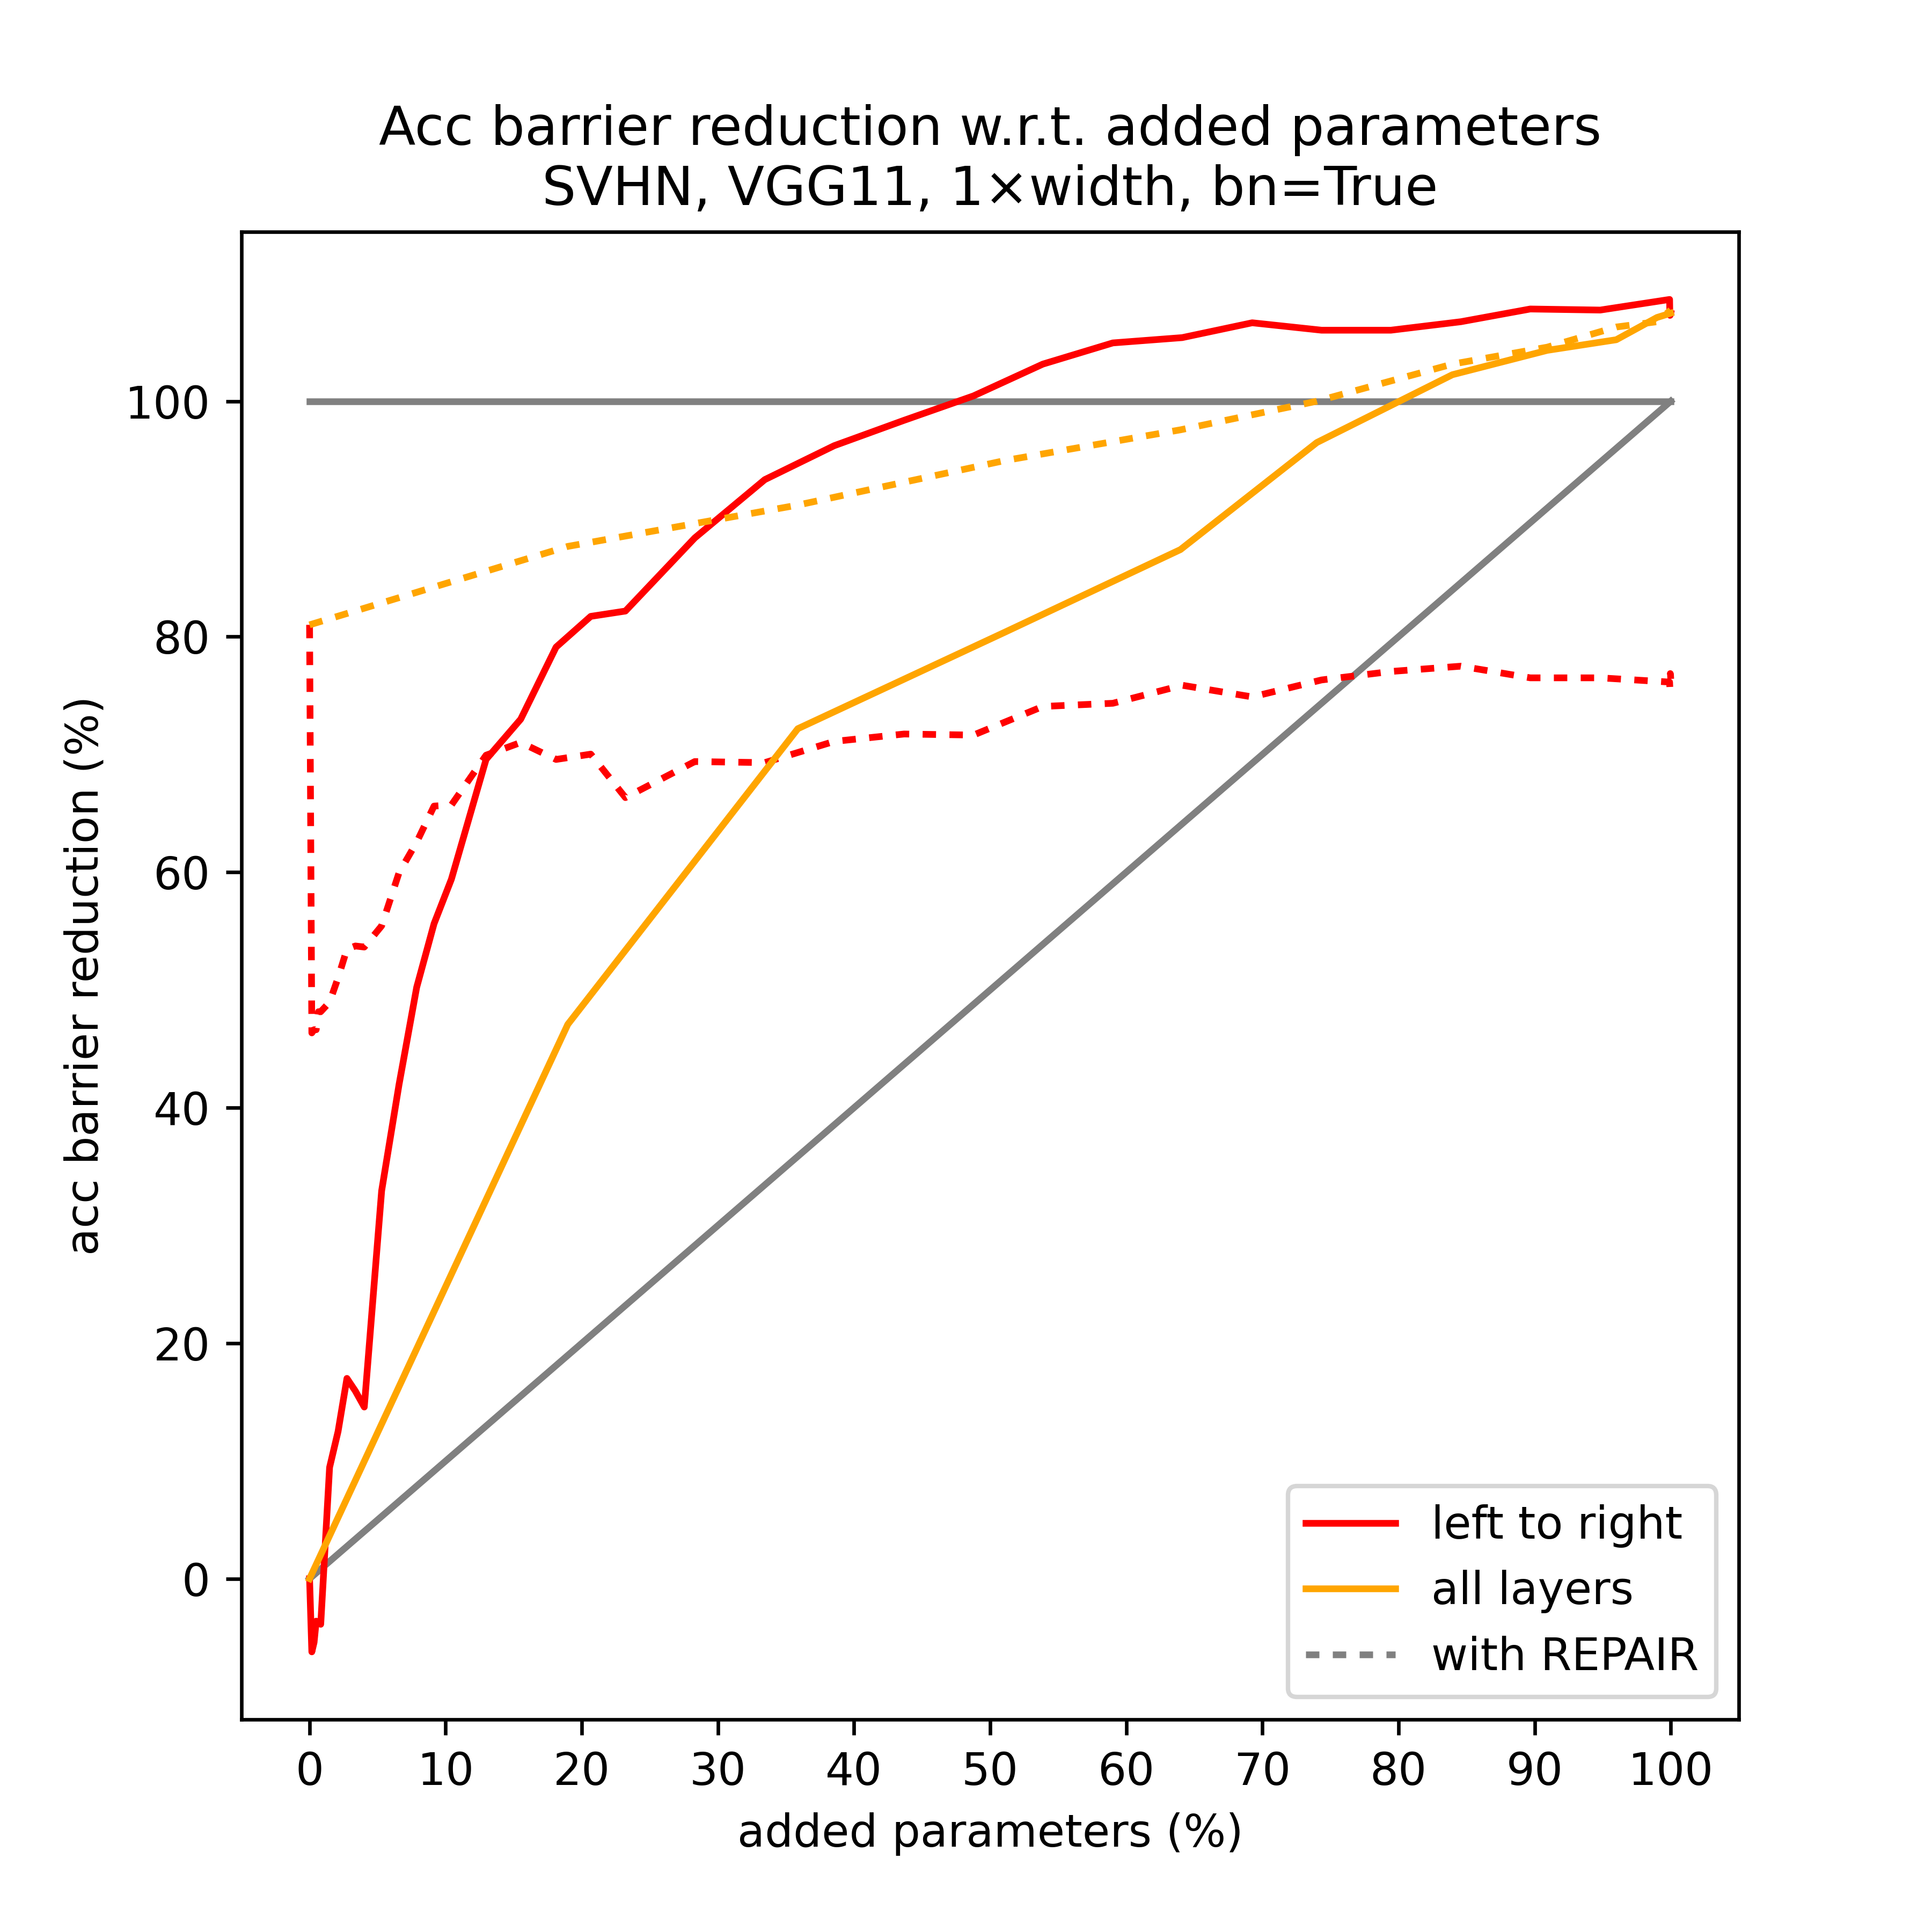 Acc barrier reduction w.r.t. added parameters
SVHN, VGG11, 1×width, bn=True
acc barrier reduction (%)
100
80
60
40
20
0
0 10 20 30 40 50 60 70 80 90 100
added parameters (%)
left to right
all layers
with REPAIR